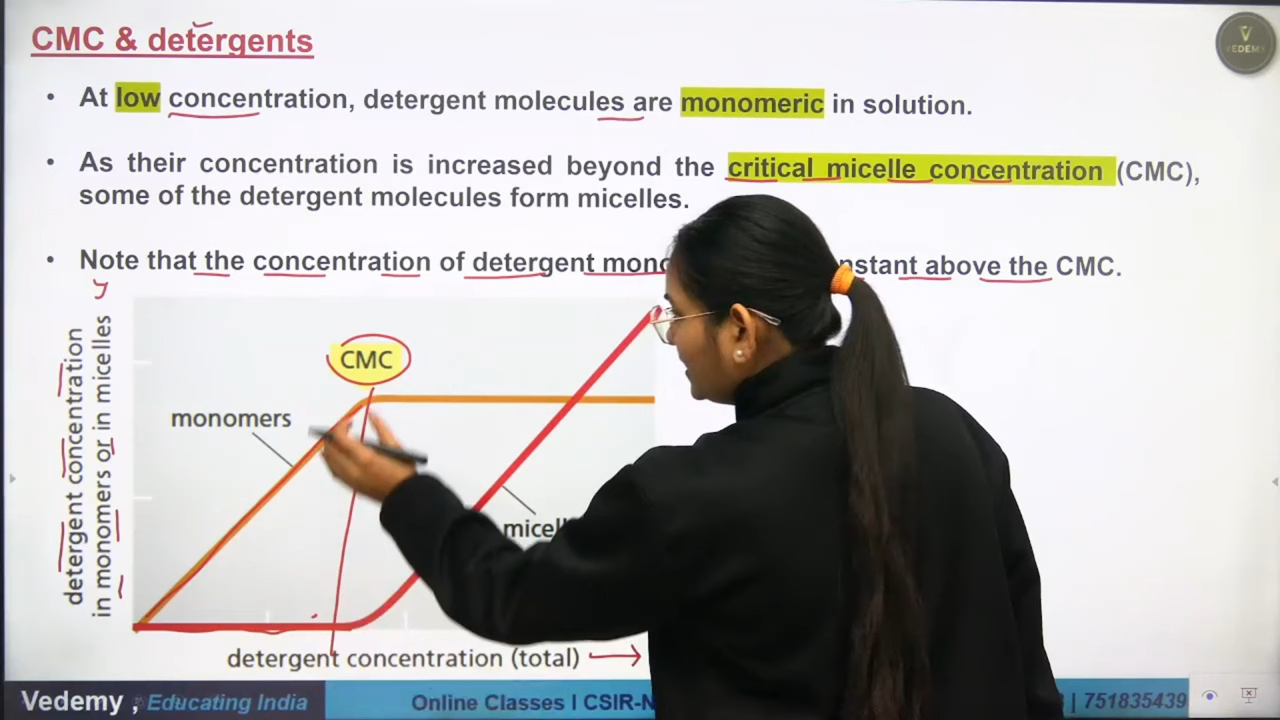 CMC & detergents
VEDEMY
• At low concentration, detergent molecules are monomeric in solution.
• As their concentration is increased beyond the critical micelle concentration (CMC),
some of the detergent molecules form micelles.
• Note that the concentration of detergent above the CMC.
y
detergent concentration
in monomers or in micelles
CMC
monomers
detergent concentration (total)
Vedemy , Educating India
Online Classes I | 751835439